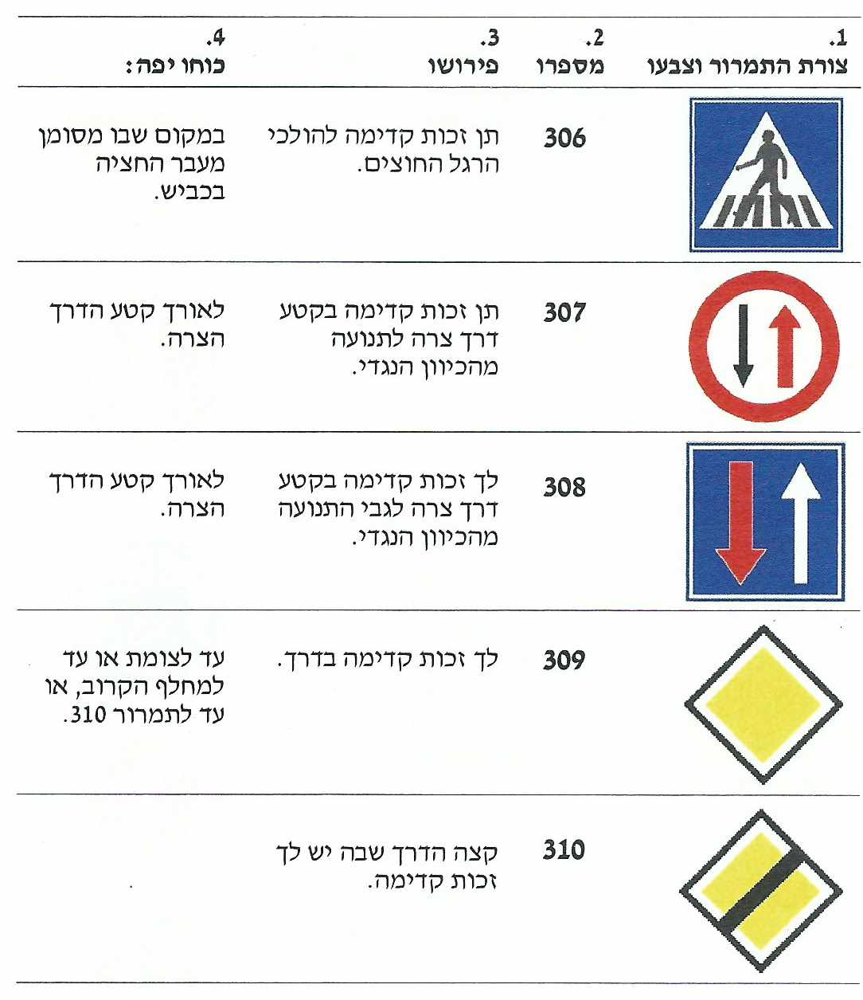 1.
צורת התמרור וצבעו
2.
מספרו
3.
פירושו
4.
כוחו יפה:
306
תן זכות קדימה להולכי
הרגל החוצים.
במקום שבו מסומן
מעבר החציה
בכביש.
307
תן זכות קדימה בקטע
דרך צרה לתנועה
מהכיוון הנגדי.
לאורך קטע הדרך
הצרה.
308
לך זכות קדימה בקטע
דרך צרה לגבי התנועה
מהכיוון הנגדי.
לאורך קטע הדרך
הצרה.
309
לך זכות קדימה בדרך.
עד לצומת או עד
למחלף הקרוב, או
עד לתמרור 310.
310
קצה הדרך שבה יש לך
זכות קדימה.